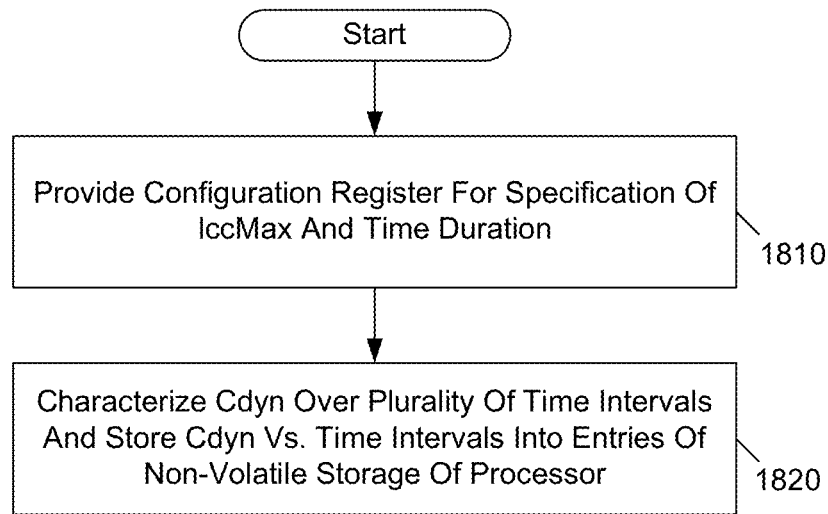 Start
Provide Configuration Register For Specification Of
IccMax And Time Duration
1810
Characterize Cdyn Over Plurality Of Time Intervals
And Store Cdyn Vs. Time Intervals Into Entries Of
Non-Volatile Storage Of Processor
1820